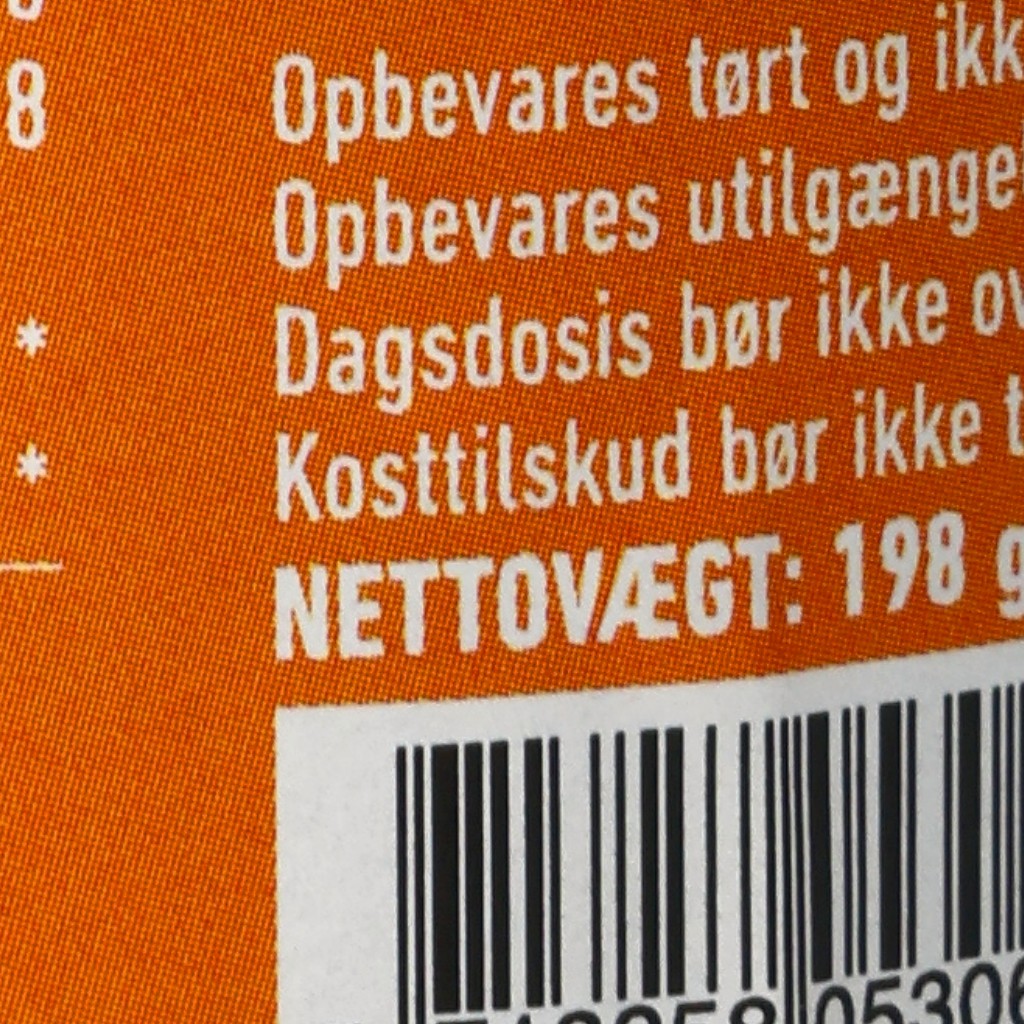 8
Opbevares tørt og
Opbevares
*
Dagsdosis bør ikke
*
Kosttilskud bør ikke
NETTOVÆGT: 198 g